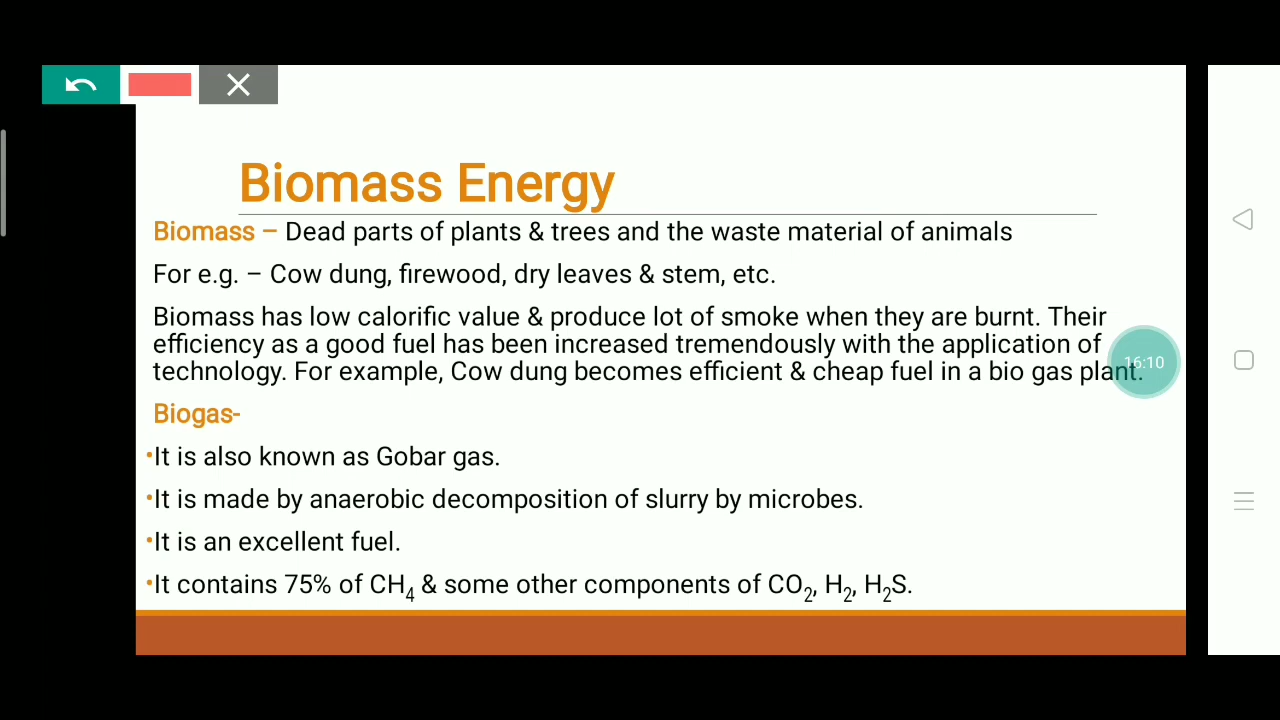 Biomass Energy
Biomass – Dead parts of plants & trees and the waste material of animals
For e.g. – Cow dung, firewood, dry leaves & stem, etc.
Biomass has low calorific value & produce lot of smoke when they are burnt. Their
efficiency as a good fuel has been increased tremendously with the application of
technology. For example, Cow dung becomes efficient & cheap fuel in a bio gas plant.
16:10
Biogas-
•It is also known as Gobar gas.
•It is made by anaerobic decomposition of slurry by microbes.
•It is an excellent fuel.
•It contains 75% of CH₄ & some other components of CO₂, H₂, H₂S.